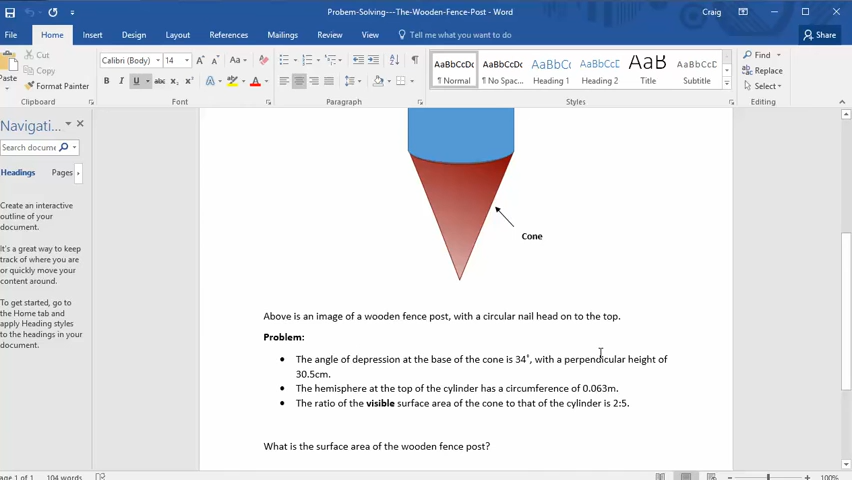 Probem-Solving---The-Wooden-Fence-Post - Word
Craig
File Home Insert Draw Design Layout References Mailings Review View Tell me what you want to do Share
Cut
Copy
Paste
Format Painter
Calibri (Body) 14
AaBbCcDc AaBbCcDc AaBbC AaBbCcE AaB AaBbCcD
¶ Normal ¶ No Spac... Heading 1 Heading 2 Title Subtitle
Find
Replace
Select
Clipboard Font Paragraph Styles Editing
Navigati...
Search docume
Headings Pages
Create an interactive
outline of your
document.
It's a great way to keep
track of where you are
or quickly move your
content around.
To get started, go to
the Home tab and
apply Heading styles
to the headings in your
document.
Cone
Above is an image of a wooden fence post, with a circular nail head on to the top.
Problem:
• The angle of depression at the base of the cone is 34°, with a perpendicular height of
30.5cm.
• The hemisphere at the top of the cylinder has a circumference of 0.063m.
• The ratio of the visible surface area of the cone to that of the cylinder is 2:5.
What is the surface area of the wooden fence post?
Page 1 of 1 104 words
100%